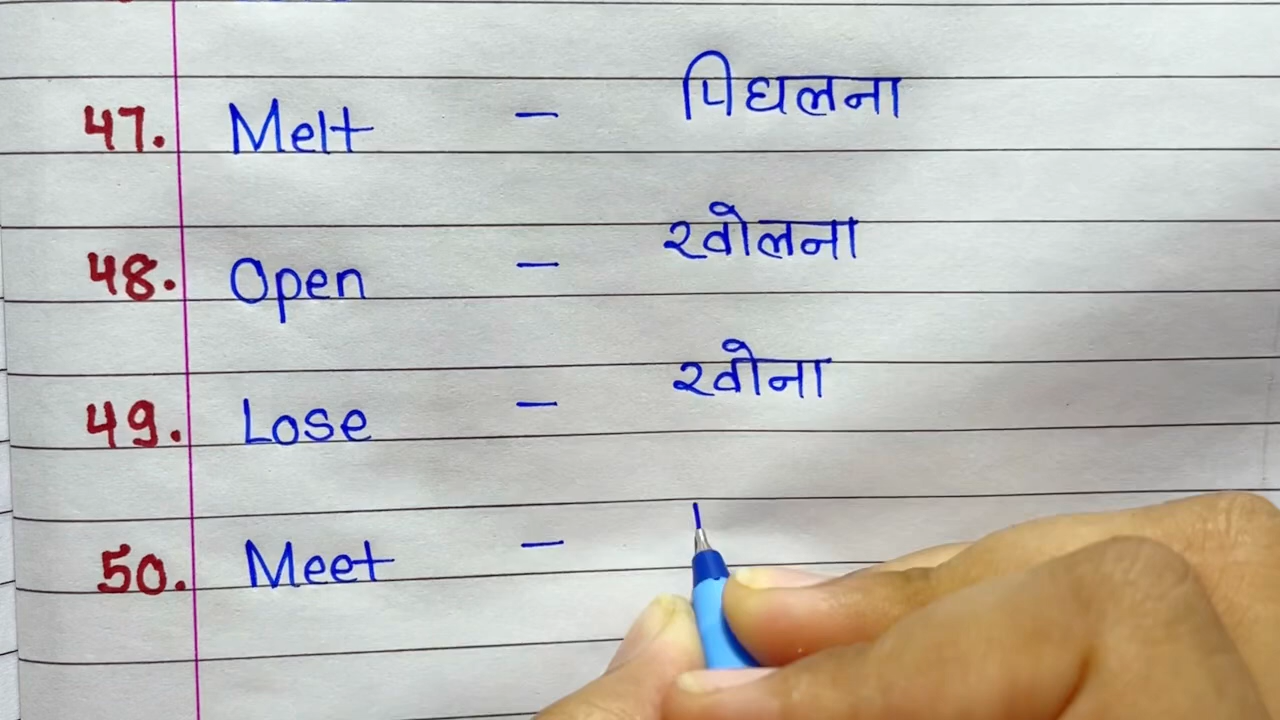 47. Melt - पिघलना
48. Open - खोलना
49. Lose - खोना
50. Meet -